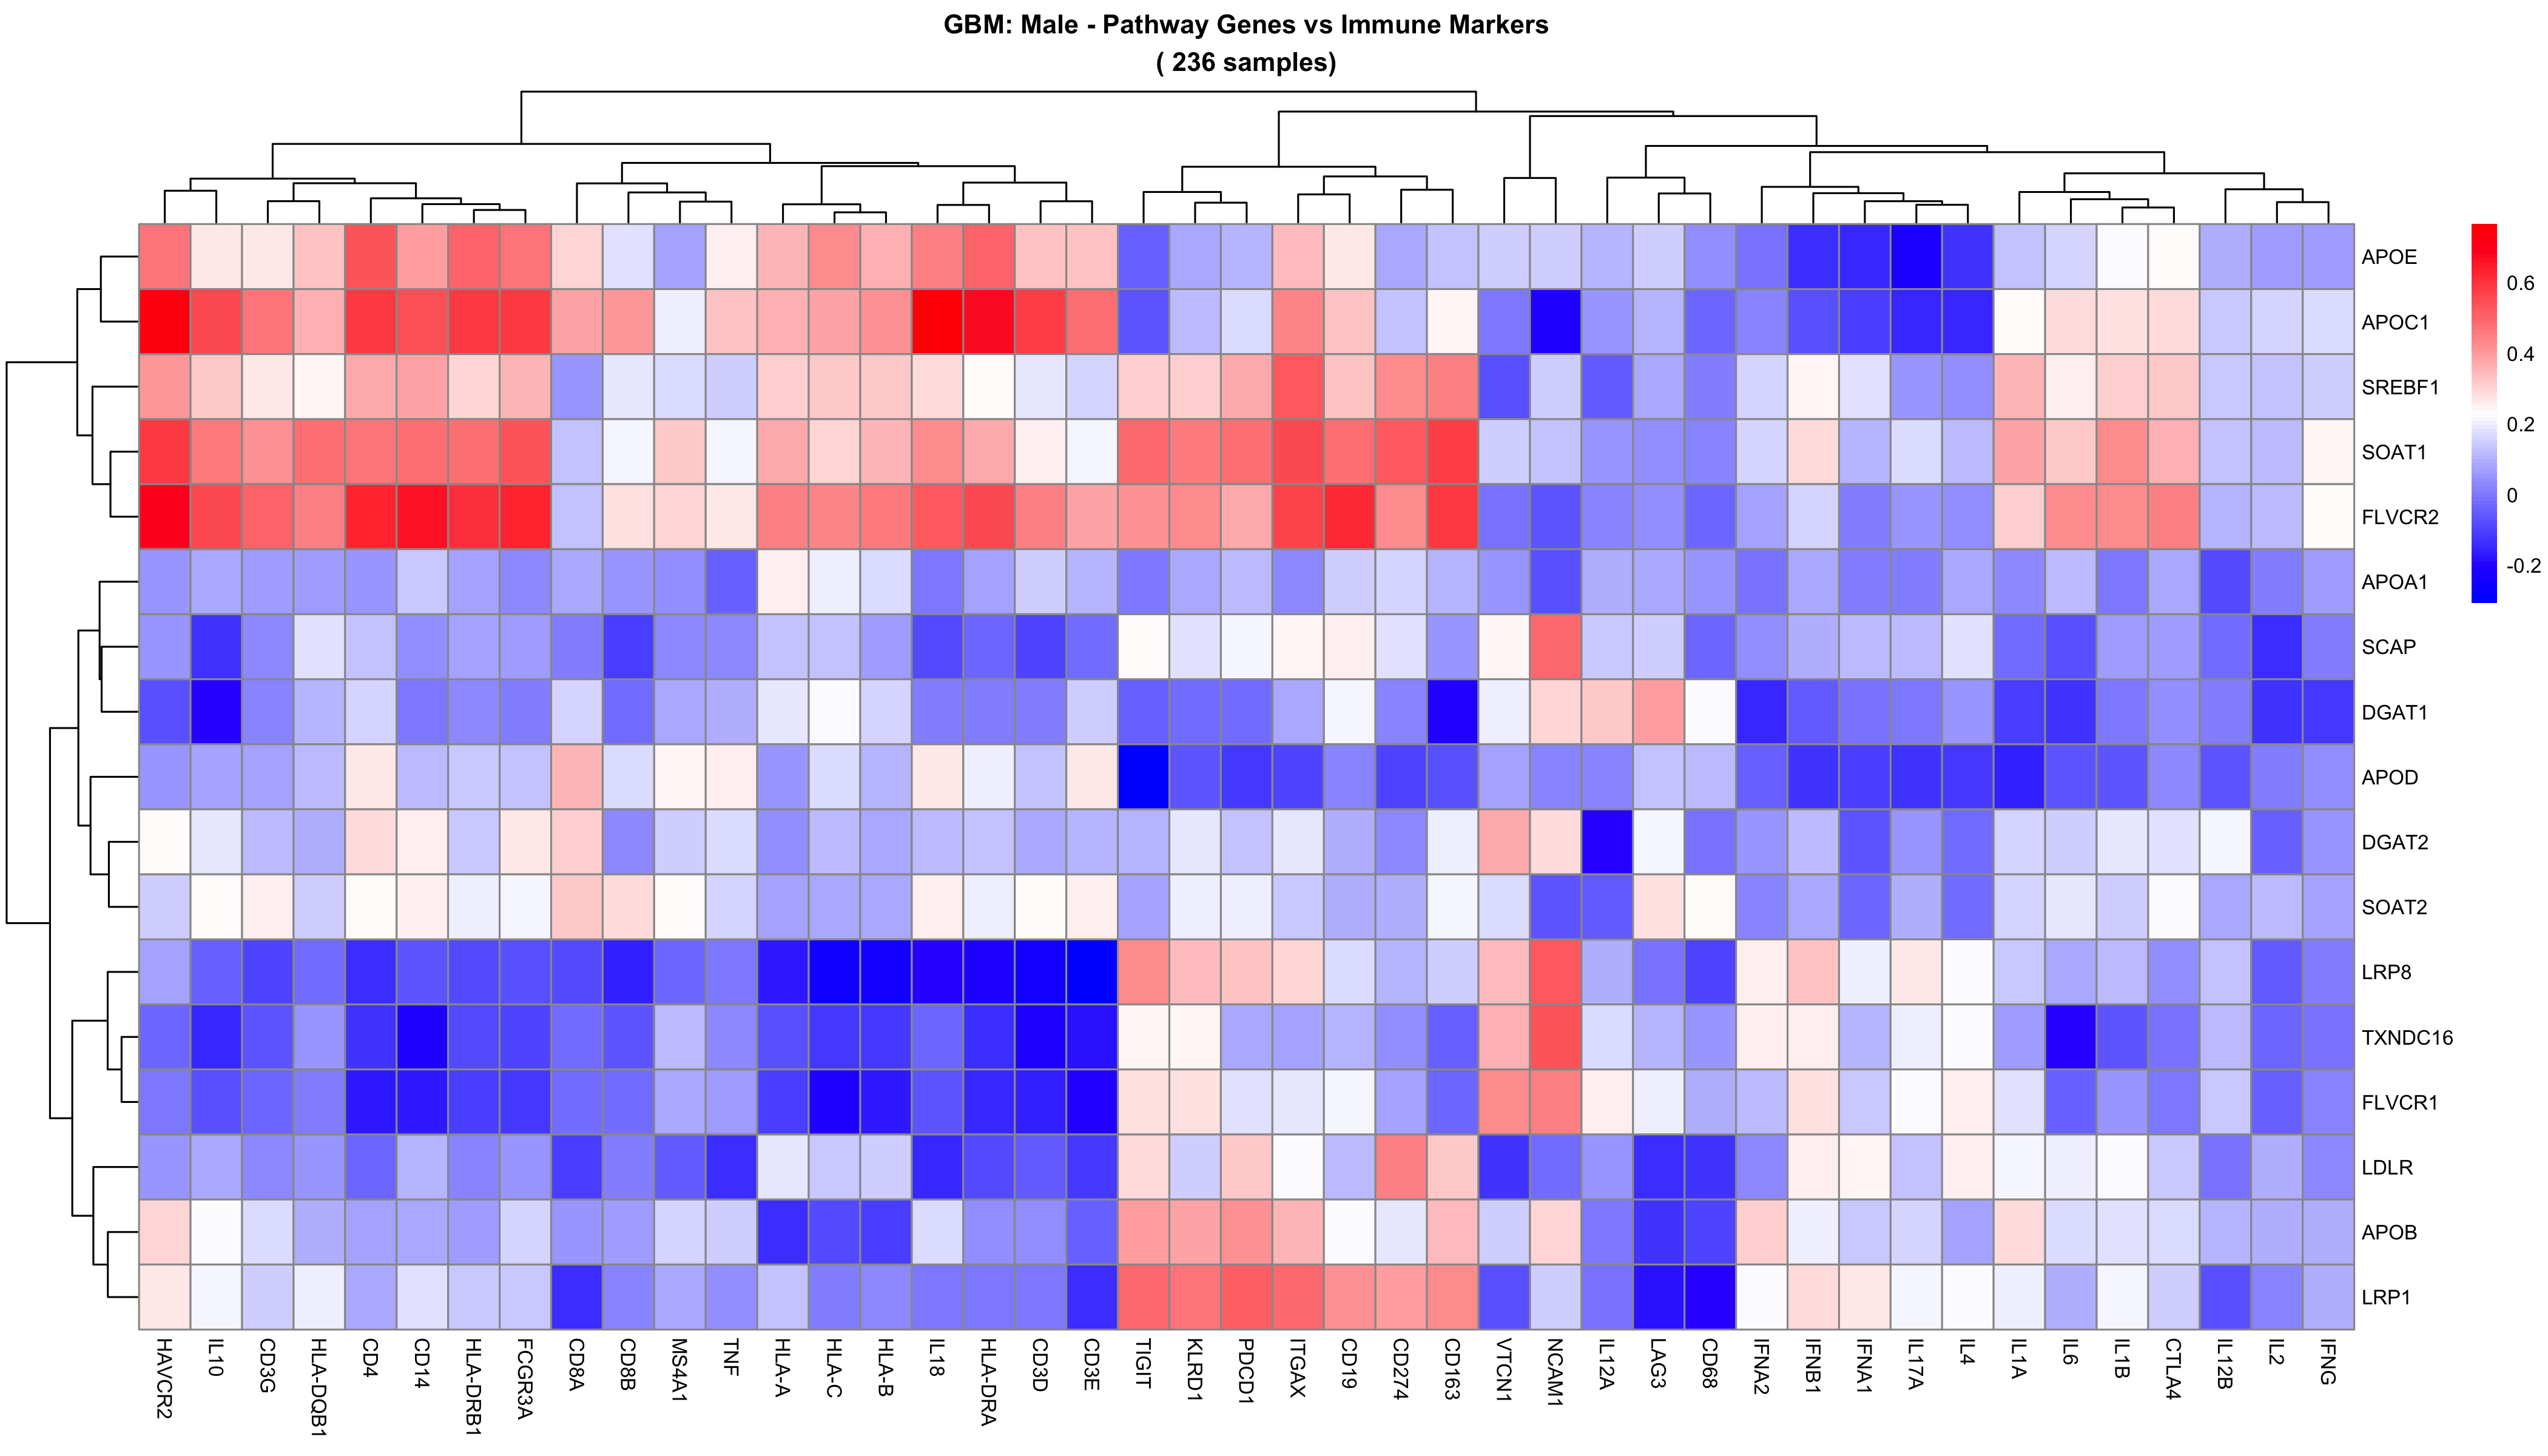 GBM: Male - Pathway Genes vs Immune Markers
( 236 samples)
APOE
APOC1
SREBF1
SOAT1
FLVCR2
APOA1
SCAP
DGAT1
APOD
DGAT2
SOAT2
LRP8
TXNDC16
FLVCR1
LDLR
APOB
LRP1
0.6
0.4
0.2
0
-0.2
HAVCR2
IL10
CD3G
HLA-DQB1
CD4
CD14
HLA-DRB1
FCGR3A
CD8A
CD8B
MS4A1
TNF
HLA-A
HLA-C
HLA-B
IL18
HLA-DRA
CD3D
CD3E
TIGIT
KLRD1
PDCD1
ITGAX
CD19
CD274
CD163
VTCN1
NCAM1
IL12A
LAG3
CD68
IFNA2
IFNB1
IFNA1
IL17A
IL4
IL1A
IL6
IL1B
CTLA4
IL12B
IL2
IFNG